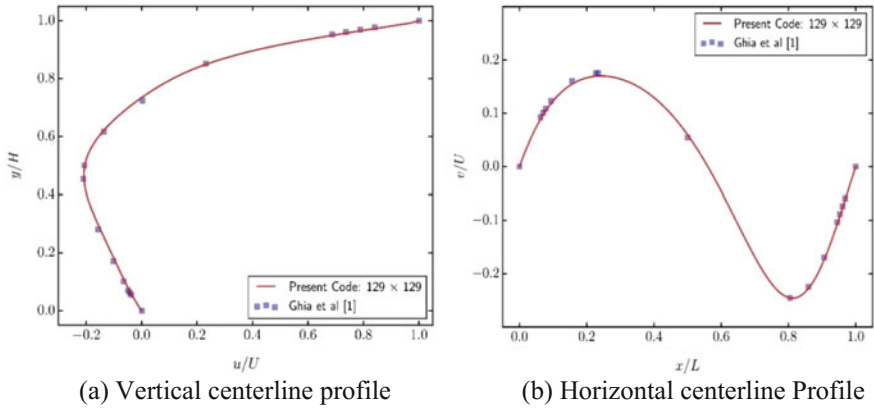 1.0
0.8
0.6
0.4
0.2
0.0
y/H
−0.2 0.0 0.2 0.4 0.6 0.8 1.0
u/U
Present Code: 129 × 129
Ghia et al [1]
(a) Vertical centerline profile
0.2
0.1
0.0
−0.1
−0.2
v/U
0.0 0.2 0.4 0.6 0.8 1.0
x/L
Present Code: 129 × 129
Ghia et al [1]
(b) Horizontal centerline Profile